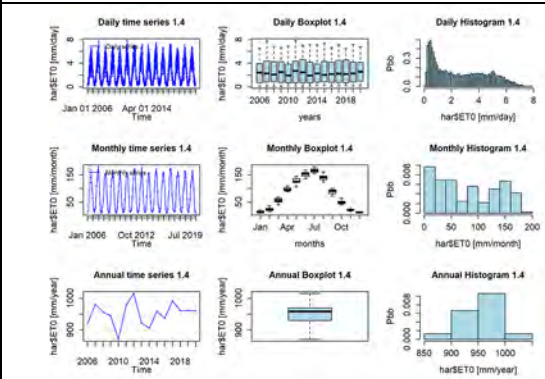 Daily time series 1.4
har$ET0 [mm/day]
0 4 8
Daily series
Jan 01 2006 Apr 01 2014
Time
Daily Boxplot 1.4
har$ET0 [mm/day]
0 4 8
2006 2010 2014 2018
years
Daily Histogram 1.4
Pbb
0.0 0.3
0 2 4 6 8
har$ET0 [mm/day]
Monthly time series 1.4
har$ET0 [mm/month]
50 150
Monthly series
Jan 2006 Oct 2012 Jul 2019
Time
Monthly Boxplot 1.4
har$ET0 [mm/month]
50 150
Jan Apr Jul Oct
months
Monthly Histogram 1.4
Pbb
0.000 0.008
0 50 100 150 200
har$ET0 [mm/month]
Annual time series 1.4
har$ET0 [mm/year]
900 1000
2006 2010 2014 2018
Time
Annual Boxplot 1.4
har$ET0 [mm/year]
900 1000
Annual Histogram 1.4
Pbb
0.000 0.008
850 900 950 1000
har$ET0 [mm/year]